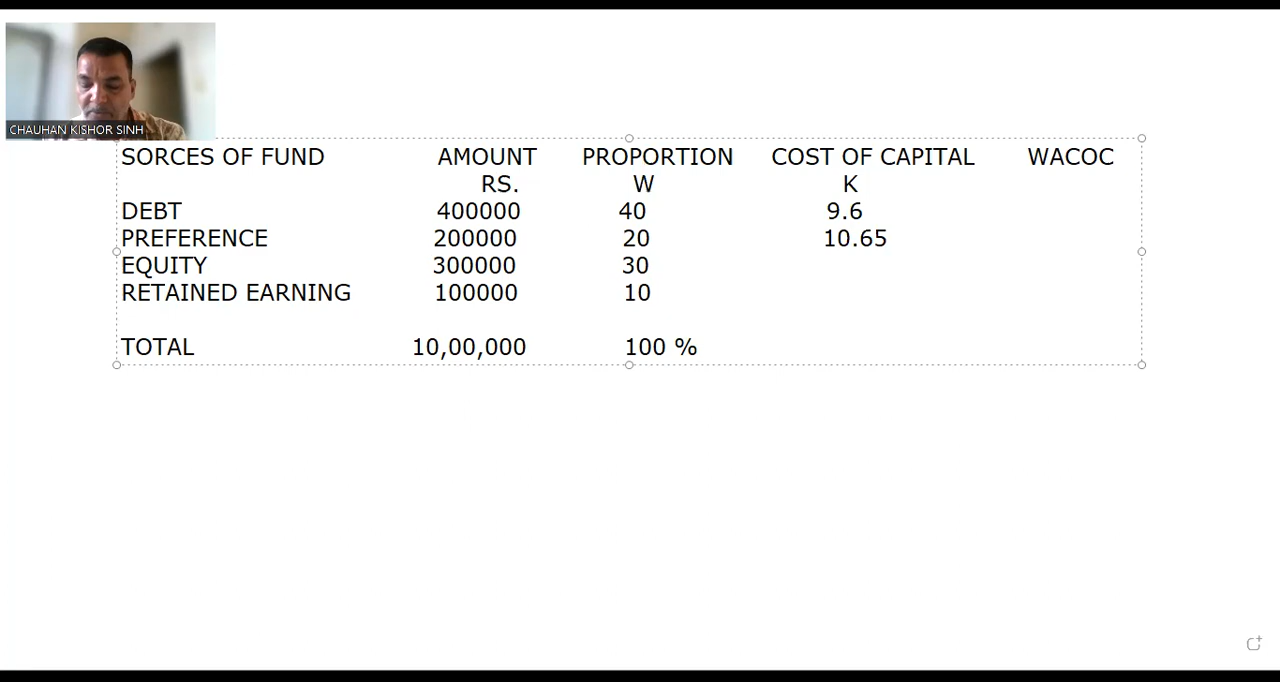 CHAUHAN KISHOR SINH
SORCES OF FUND AMOUNT PROPORTION COST OF CAPITAL WACOC
RS. W K
DEBT 400000 40 9.6
PREFERENCE 200000 20 10.65
EQUITY 300000 30
RETAINED EARNING 100000 10
TOTAL 10,00,000 100 %